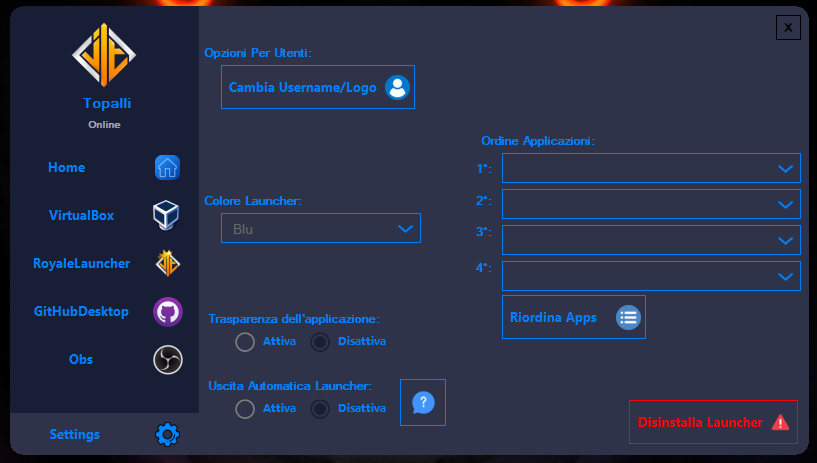 X
Topalli
Online
Home
VirtualBox
RoyaleLauncher
GitHubDesktop
Obs
Settings
Opzioni Per Utenti:
Cambia Username/Logo
Colore Launcher:
Blu
Trasparenza dell'applicazione:
Attiva Disattiva
Uscita Automatica Launcher:
Attiva Disattiva
?
Ordine Applicazioni:
1°:
2°:
3°:
4°:
Riordina Apps
Disinstalla Launcher